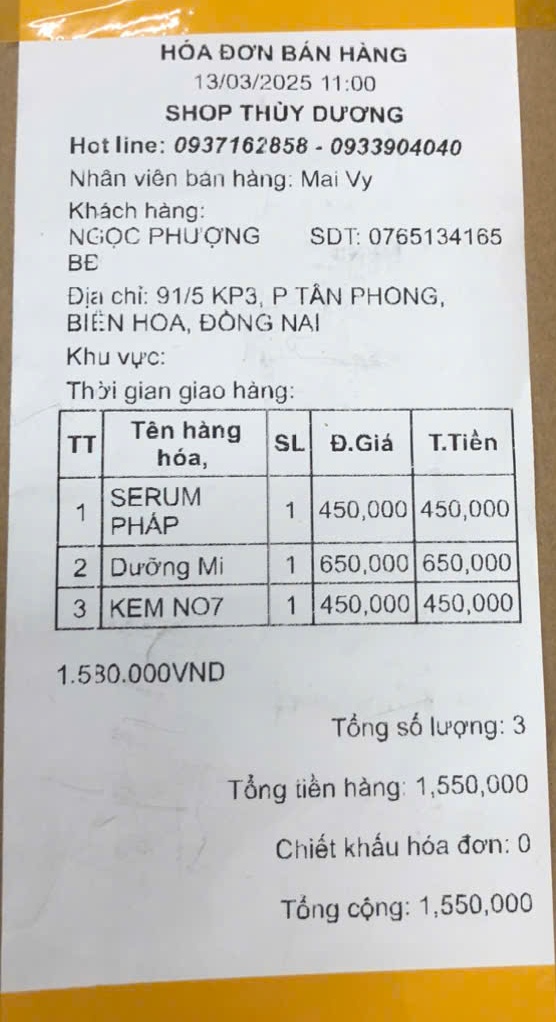 HÓA ĐƠN BÁN HÀNG
13/03/2025 11:00
SHOP THÙY DƯƠNG
Hot line: 0937162858 - 0933904040
Nhân viên bán hàng: Mai Vy
Khách hàng:
NGỌC PHƯỢNG SDT: 0765134165
BÉ
Địa chỉ: 91/5 KP3, P TÂN PHONG,
BIÊN HOA, ĐỒNG NAI
Khu vực:
Thời gian giao hàng:
TT Tên hàng hóa, SL Đ.Giá T.Tiền
1 SERUM PHÁP 1 450,000 450,000
2 Dưỡng Mi 1 650,000 650,000
3 KEM NO7 1 450,000 450,000
1.580.000VND
Tổng số lượng: 3
Tổng tiền hàng: 1,550,000
Chiết khấu hóa đơn: 0
Tổng cộng: 1,550,000